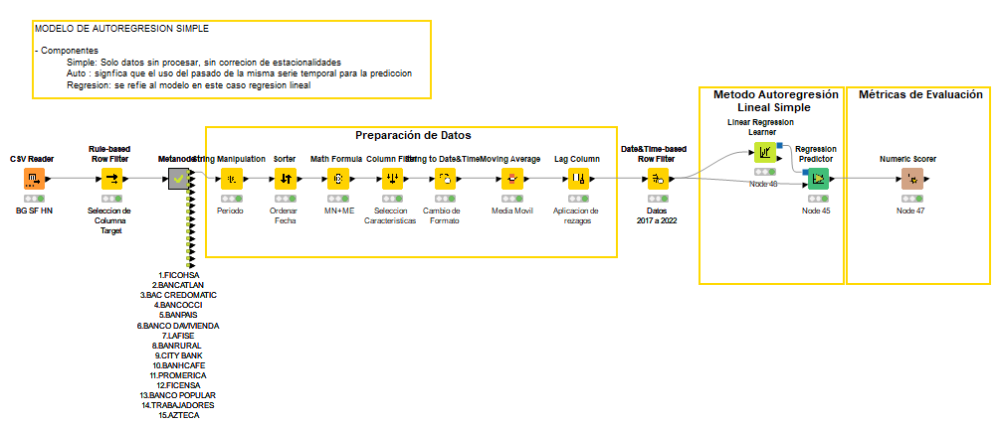 MODELO DE AUTOREGRESION SIMPLE
- Componentes
Simple: Solo datos sin procesar, sin correcion de estacionalidades
Auto : signfica que el uso del pasado de la misma serie temporal para la prediccion
Regresion: se refie al modelo en este caso regresion lineal
Metodo Autoregresión
Lineal Simple
Métricas de Evaluación
Preparación de Datos
CSV Reader
BG SF HN
Rule-based
Row Filter
Seleccion de
Columna
Target
Metanode
String Manipulation
Periodo
Sorter
Ordenar
Fecha
Math Formula
MN+ME
Column Filter
Seleccion
Caracteristicas
String to Date&Time
Cambio de
Formato
Moving Average
Media Movil
Lag Column
Aplicacion de
rezagos
Date&Time-based
Row Filter
Datos
2017 a 2022
Linear Regression
Learner
Node 48
Regression
Predictor
Node 45
Numeric Scorer
Node 47
1.FICOHSA
2.BANCATLAN
3.BAC CREDOMATIC
4.BANCOCCI
5.BANPAIS
6.BANCO DAVIVIENDA
7.LAFISE
8.BANRURAL
9.CITY BANK
10.BANHCAFE
11.PROMERICA
12.FICENSA
13.BANCO POPULAR
14.TRABAJADORES
15.AZTECA